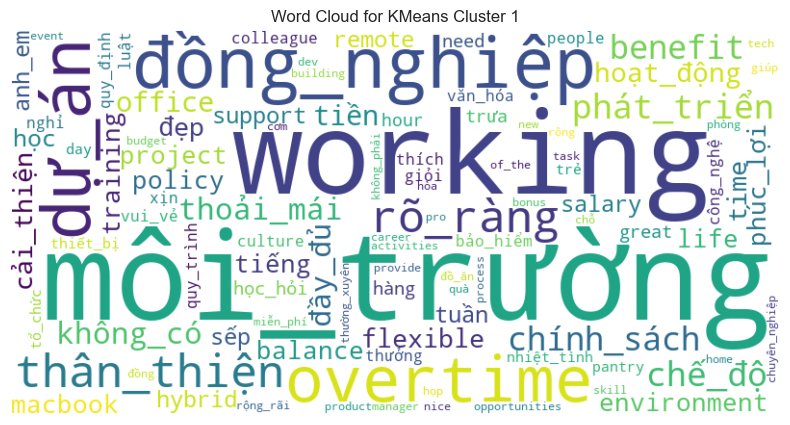 Word Cloud for KMeans Cluster 1
event
colleague
remote
need
people
benefit
tech
anh_em
luật
quy_định
dev
building
đồng_nghiệp
hoạt_động
giúp
dự_án
office
support
tiền
hour
văn_hóa
phát_triển
nghỉ
budget
cơm
trưa
new
rộng
phòng
học
day
training
đẹp
project
policy
working
không_phải
thích
giỏi
hòa
of_the
task
trẻ
công_nghệ
time
phúc_lợi
cải_thiện
xịn
vui_vẻ
thoải_mái
rõ_ràng
pro
bonus
chỗ
salary
thiết_bị
quy_trình
culture
đầy_đủ
career
activities
bảo_hiểm
great
life
môi_trường
tiếng
học_hỏi
thường_xuyên
provide
hàng
đồ_ăn
quà
process
tổ_chức
không_có
sếp
miễn_phí
tuần
flexible
chính_sách
chuyên_nghiệp
balance
thưởng
nhiệt_tình
home
thân_thiện
đồng
overtime
pantry
chế_độ
skill
macbook
hybrid
rộng_rãi
product
manager
họp
nice
opportunities
environment